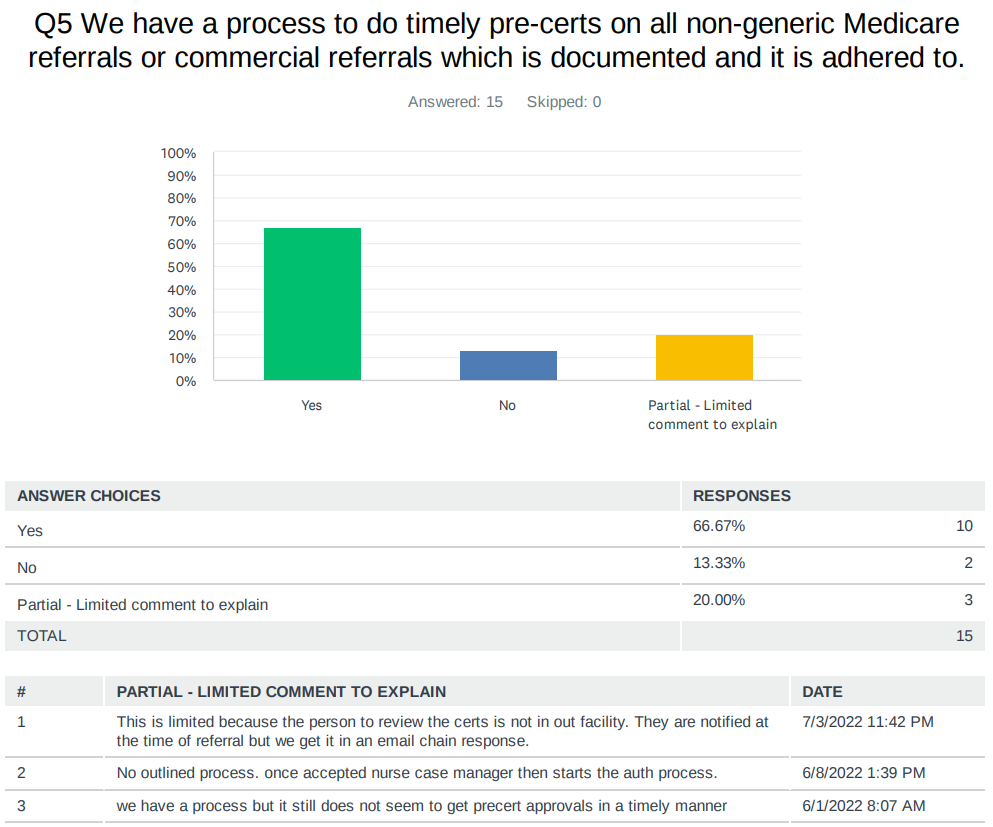 Q5 We have a process to do timely pre-certs on all non-generic Medicare
referrals or commercial referrals which is documented and it is adhered to.
Answered: 15 Skipped: 0
100%
90%
80%
70%
60%
50%
40%
30%
20%
10%
0%
Yes No Partial - Limited
comment to explain
ANSWER CHOICES RESPONSES
Yes 66.67% 10
No 13.33% 2
Partial - Limited comment to explain 20.00% 3
TOTAL 15
# PARTIAL - LIMITED COMMENT TO EXPLAIN DATE
1 This is limited because the person to review the certs is not in out facility. They are notified at 7/3/2022 11:42 PM
the time of referral but we get it in an email chain response.
2 No outlined process. once accepted nurse case manager then starts the auth process. 6/8/2022 1:39 PM
3 we have a process but it still does not seem to get precert approvals in a timely manner 6/1/2022 8:07 AM